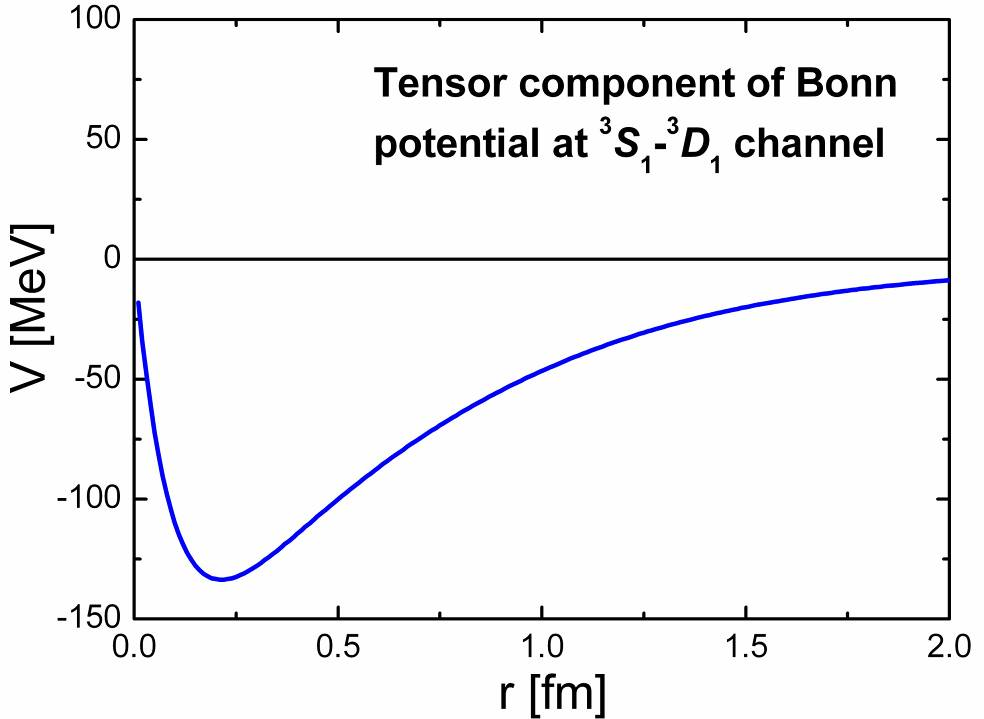 100
50
0
-50
-100
-150
V [MeV]
Tensor component of Bonn
potential at ³S₁-³D₁ channel
0.0 0.5 1.0 1.5 2.0
r [fm]